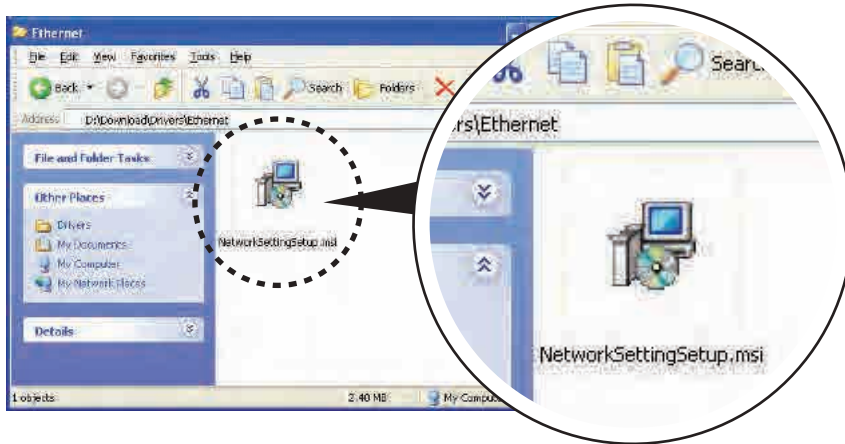 Ethernet
File Edit View Favorites Tools Help
Back Search Folders
Address D:\Download\Drivers\Ethernet
File and Folder Tasks
Other Places
Drivers
My Documents
My Computer
My Network Places
Details
NetworkSettingSetup.msi
1 objects 2.40 MB My Compu
Searc
rs\Ethernet
NetworkSettingSetup.msi